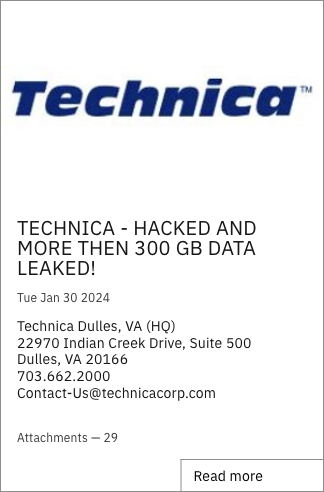 Technica™
TECHNICA - HACKED AND
MORE THEN 300 GB DATA
LEAKED!
Tue Jan 30 2024
Technica Dulles, VA (HQ)
22970 Indian Creek Drive, Suite 500
Dulles, VA 20166
703.662.2000
Contact-Us@technicacorp.com
Attachments — 29
Read more